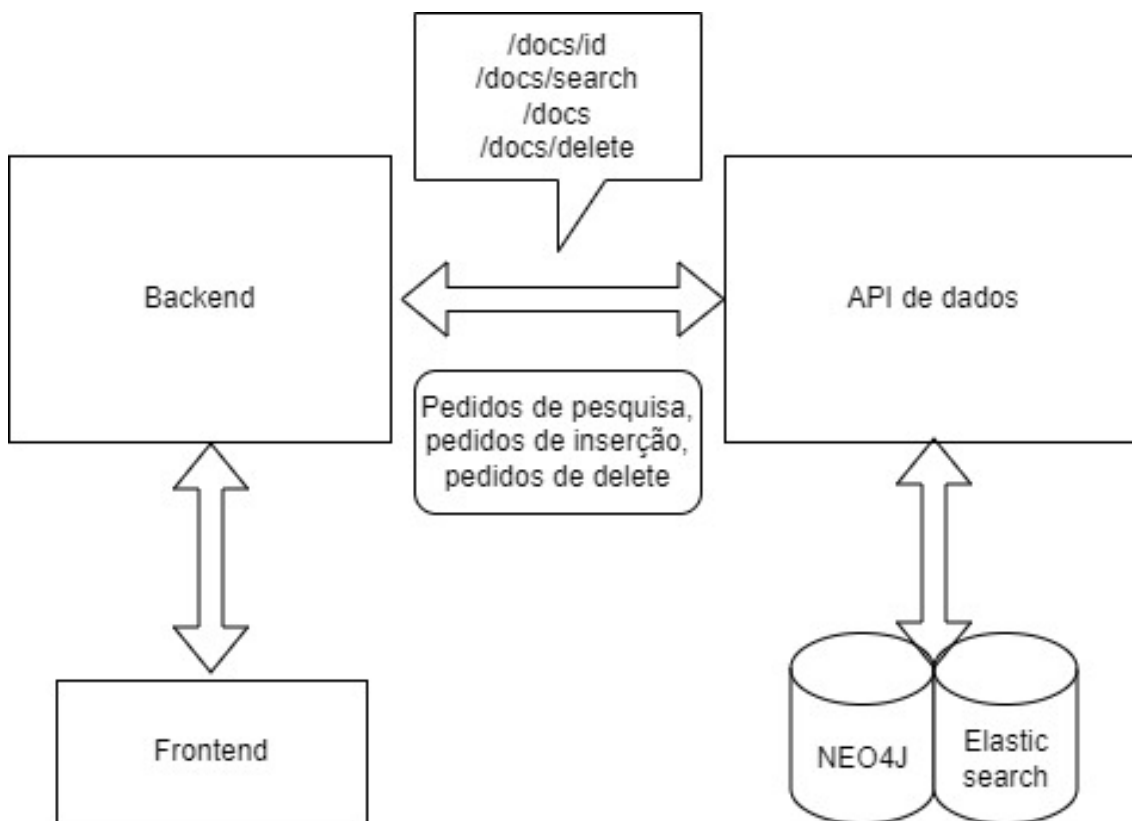 /docs/id
/docs/search
/docs
/docs/delete
Backend
API de dados
Pedidos de pesquisa,
pedidos de inserção,
pedidos de delete
Frontend
NEO4J
Elastic
search